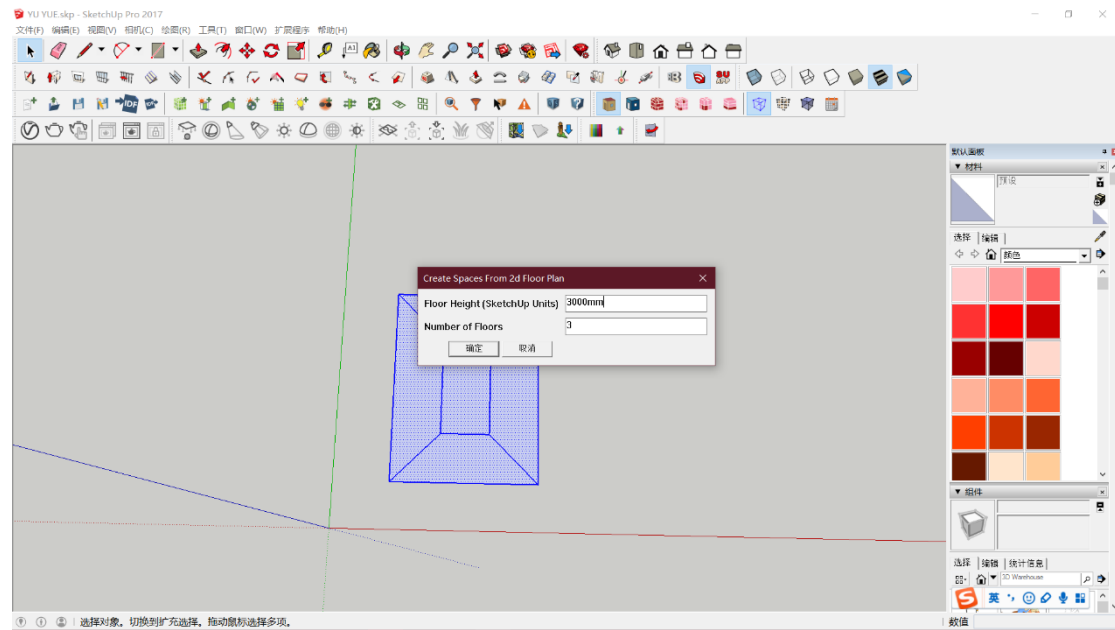 YU YUE.skp - SketchUp Pro 2017
文件(F) 编辑(E) 视图(V) 相机(C) 绘图(R) 工具(T) 窗口(W) 扩展程序 帮助(H)
默认面板
材料
预设
选择 编辑
颜色
Create Spaces From 2d Floor Plan
Floor Height (SketchUp Units) 3000mm
Number of Floors 3
确定 取消
组件
选择 编辑 统计信息
3D Warehouse
英
选择对象。切换到扩充选择。拖动鼠标选择多项。
数值